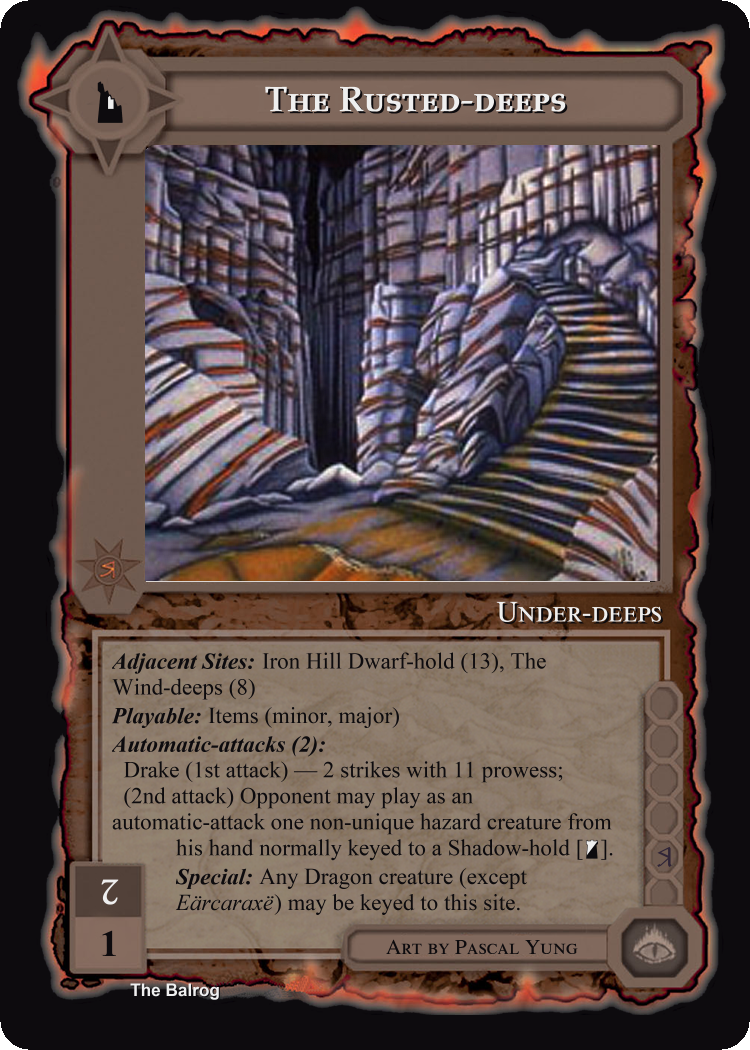 The Rusted-deeps
Under-deeps
Adjacent Sites: Iron Hill Dwarf-hold (13), The
Wind-deeps (8)
Playable: Items (minor, major)
Automatic-attacks (2):
Drake (1st attack) — 2 strikes with 11 prowess;
(2nd attack) Opponent may play as an
automatic-attack one non-unique hazard creature from
his hand normally keyed to a Shadow-hold [].
Special: Any Dragon creature (except
Eärcaraxë) may be keyed to this site.
2
1
Art by Pascal Yung
The Balrog